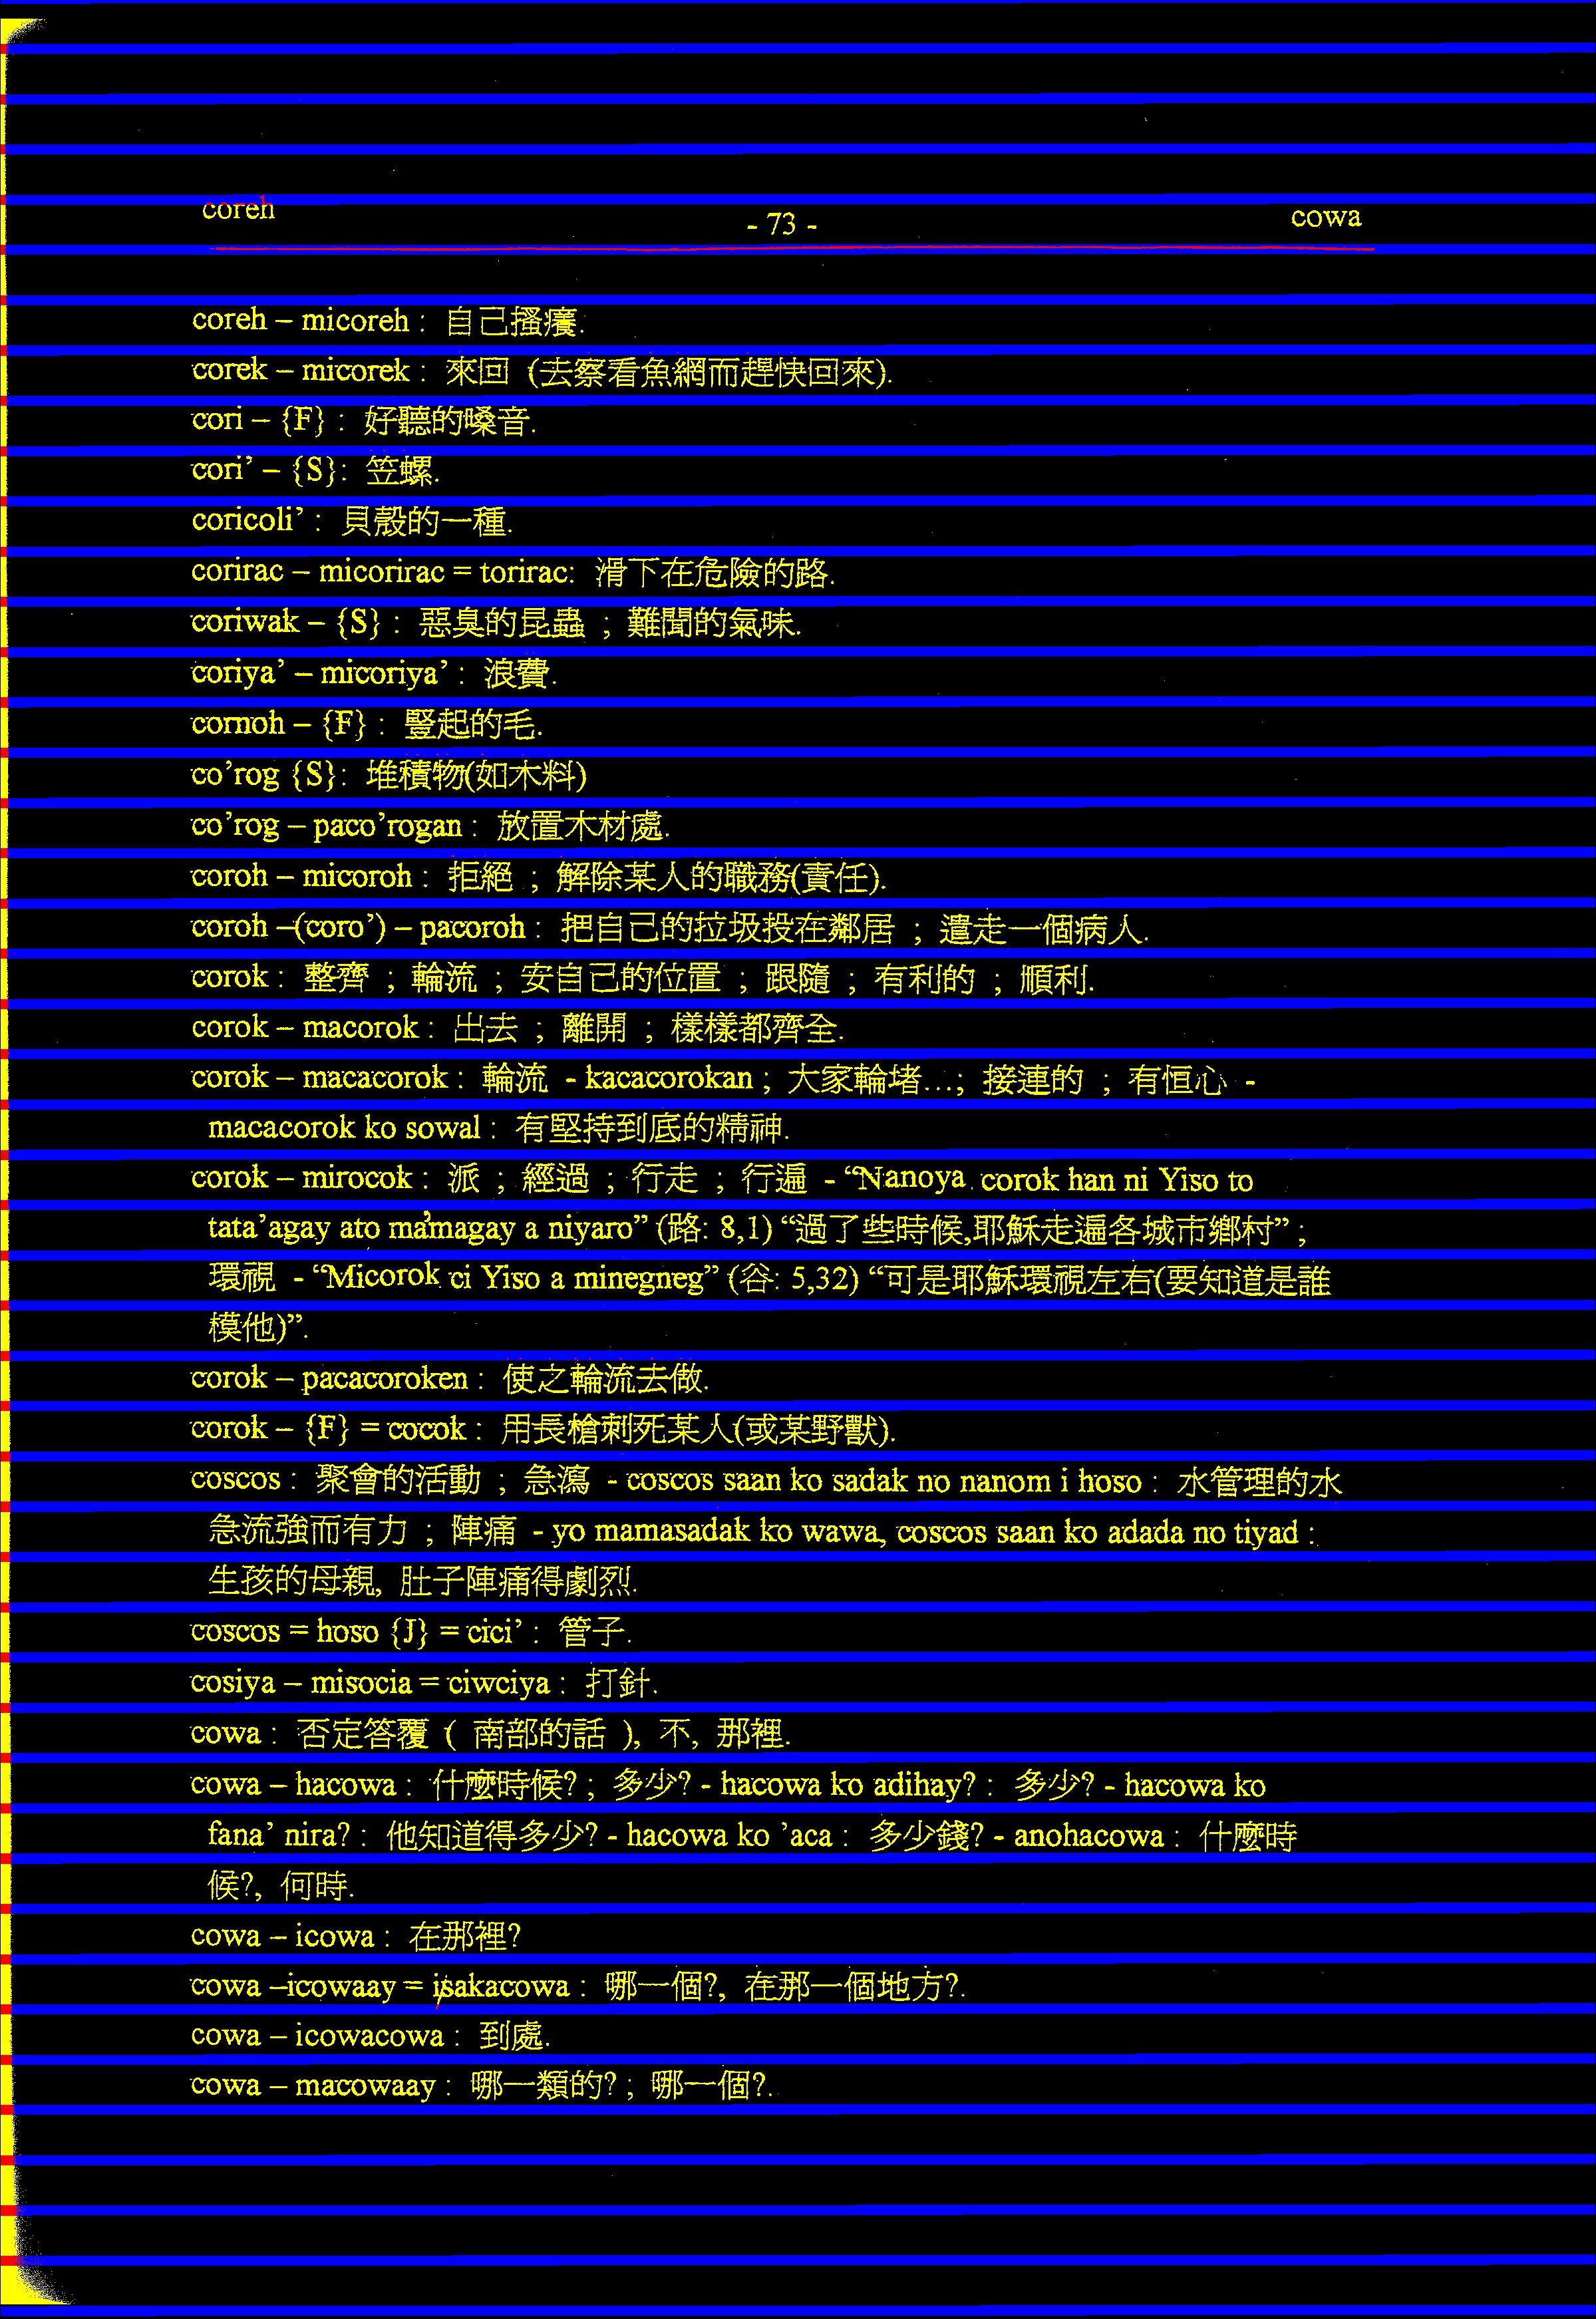 coreh - 73 - cowa
coreh – micoreh : 自己搔癢.
corek – micorek : 來回 (去察看魚網而趕快回來).
cori – {F} : 好聽的嗓音.
cori’ – {S}: 笠螺.
coricoli’ : 貝殼的一種.
corirac – micorirac = torirac: 滑下在危險的路.
coriwak – {S} : 惡臭的昆蟲 ; 難聞的氣味.
coriya’ – micoriya’ : 浪費.
cornoh – {F} : 豎起的毛.
co’rog {S}: 堆積物(如木料)
co’rog – paco’rogan : 放置木材處.
coroh – micoroh : 拒絕 ; 解除某人的職務(責任).
coroh –(coro’) – pacoroh : 把自己的垃圾投在鄰居 ; 遣走一個病人.
corok : 整齊 ; 輪流 ; 安自己的位置 ; 跟隨 ; 有利的 ; 順利.
corok – macorok : 出去 ; 離開 ; 樣樣都齊全.
corok – macacorok : 輪流 - kacacorokan ; 大家輪堵…; 接連的 ; 有恒心 -
macacorok ko sowal : 有堅持到底的精神.
corok – mirocok : 派 ; 經過 ; 行走 ; 行遍 - “Nanoya corok han ni Yiso to
tata’agay ato ma’magay a niyaro” (路: 8,1) “過了些時候,耶穌走遍各城市鄉村” ;
環視 - “Micorok ci Yiso a minegneg” (谷: 5,32) “可是耶穌環視左右(要知道是誰
模他)”.
corok – pacacoroken : 使之輪流去做.
corok – {F} = cocok : 用長槍刺死某人(或某野獸).
coscos : 聚會的活動 ; 急瀉 - coscos saan ko sadak no nanom i hoso : 水管理的水
急流強而有力 ; 陣痛 - yo mamasadak ko wawa, coscos saan ko adada no tiyad :
生孩的母親, 肚子陣痛得劇烈.
coscos = hoso {J} = cici’ : 管子.
cosiya – misocia = ciwciya : 打針.
cowa : 否定答覆 ( 南部的話 ), 不, 那裡.
cowa – hacowa : 什麼時候? ; 多少? - hacowa ko adihay? : 多少? - hacowa ko
fana’ nira? : 他知道得多少? - hacowa ko ’aca : 多少錢? - anohacowa : 什麼時
候?, 何時.
cowa – icowa : 在那裡?
cowa –icowaay = isakacowa : 哪一個?, 在那一個地方?.
cowa – icowacowa : 到處.
cowa – macowaay : 哪一類的? ; 哪一個?.